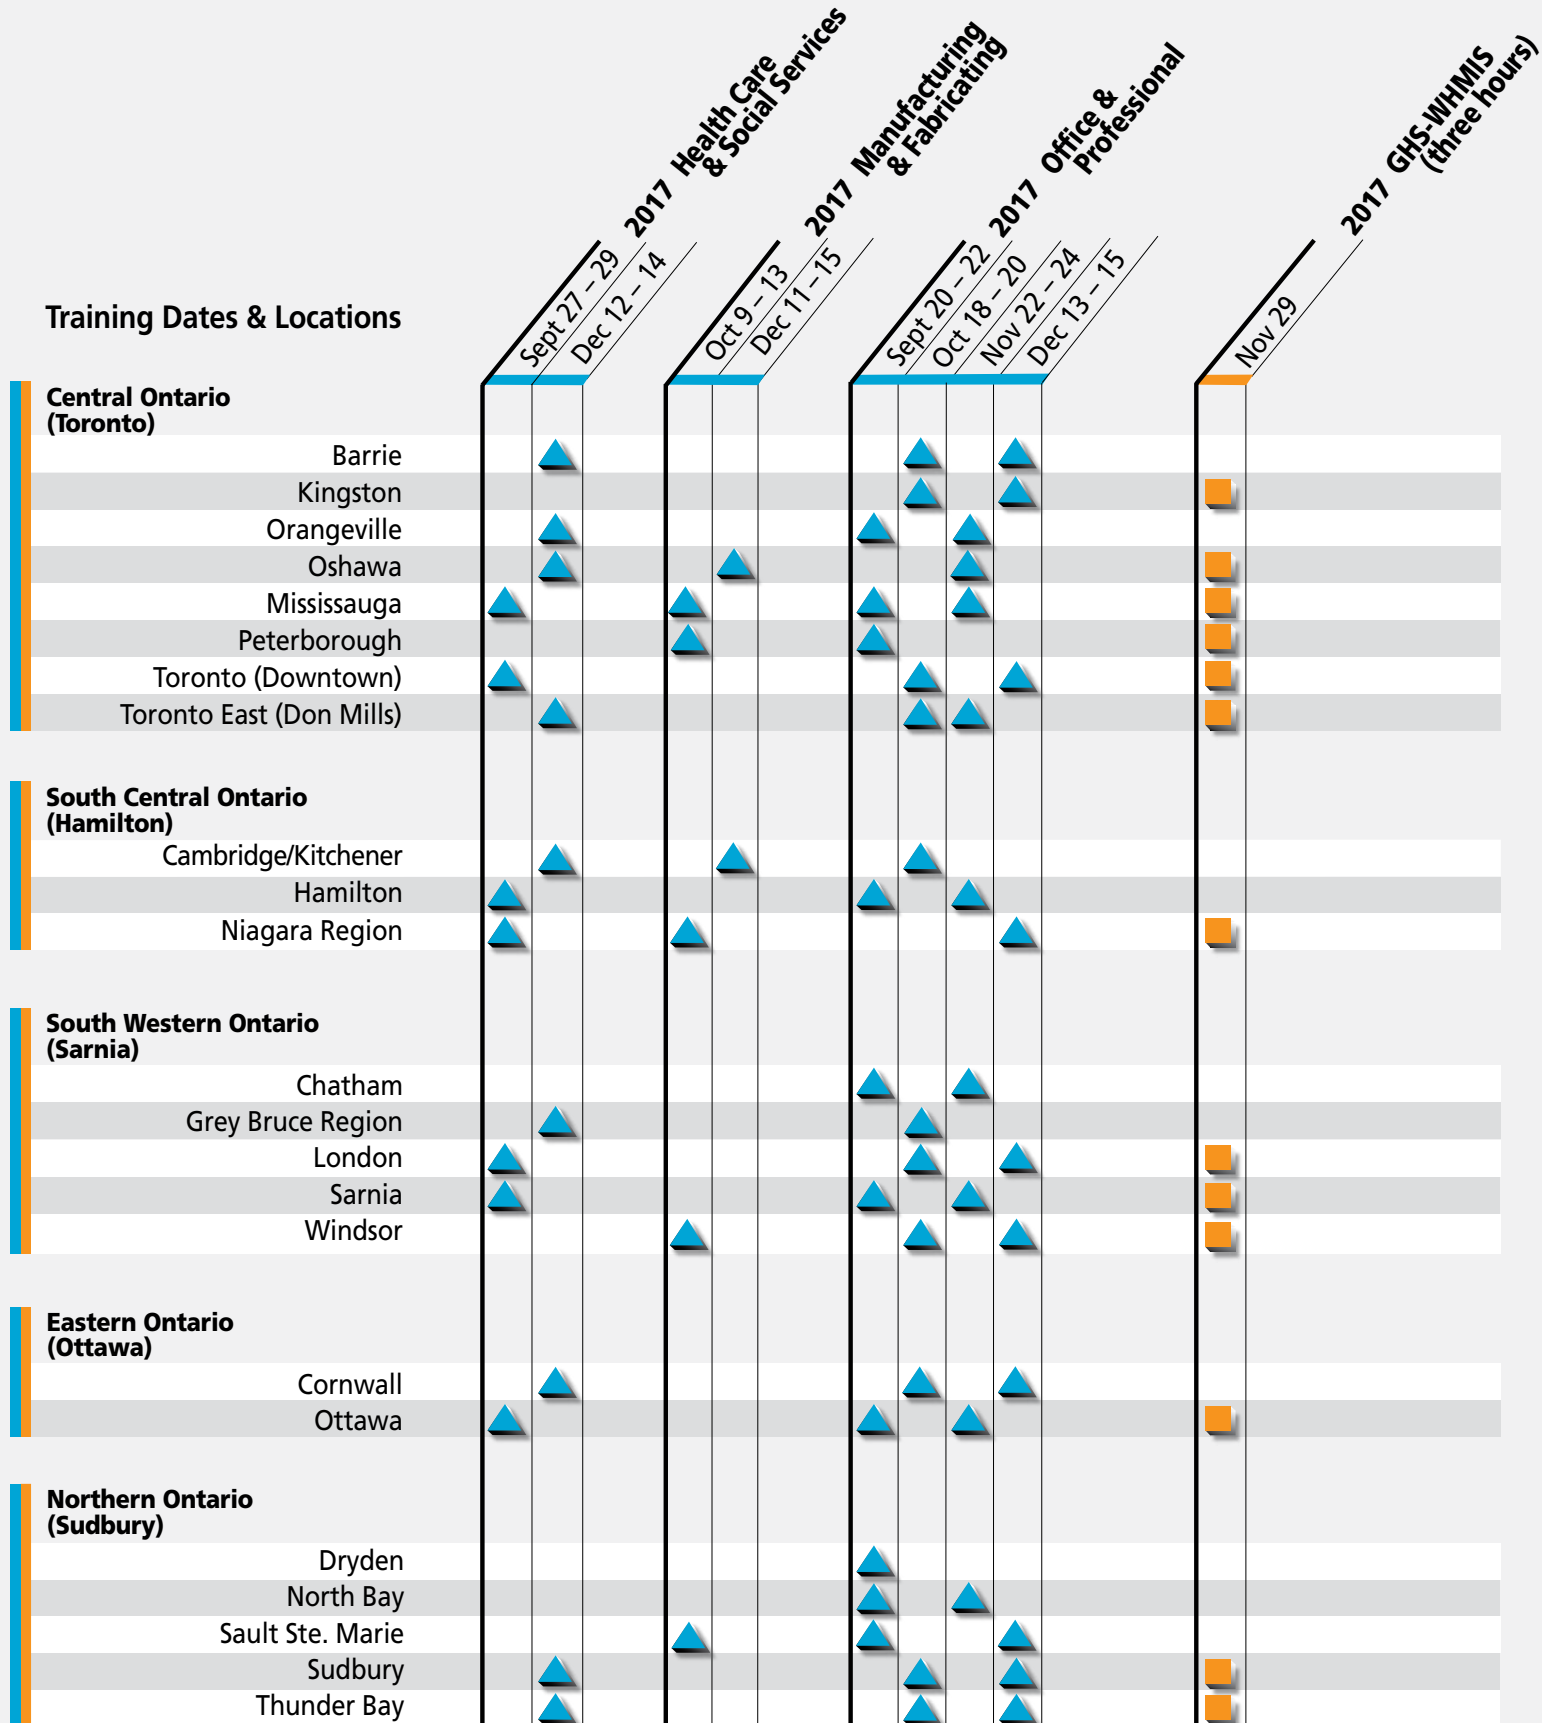 2017 Health Care
& Social Services
2017 Manufacturing
& Fabricating
2017 Office &
Professional
2017 GHS-WHMIS
(three hours)
Training Dates & Locations
Sept 27 – 29
Dec 12 – 14
Oct 9 – 13
Dec 11 – 15
Sept 20 – 22
Oct 18 – 20
Nov 22 – 24
Dec 13 – 15
Nov 29
Central Ontario
(Toronto)
Barrie
Kingston
Orangeville
Oshawa
Mississauga
Peterborough
Toronto (Downtown)
Toronto East (Don Mills)
South Central Ontario
(Hamilton)
Cambridge/Kitchener
Hamilton
Niagara Region
South Western Ontario
(Sarnia)
Chatham
Grey Bruce Region
London
Sarnia
Windsor
Eastern Ontario
(Ottawa)
Cornwall
Ottawa
Northern Ontario
(Sudbury)
Dryden
North Bay
Sault Ste. Marie
Sudbury
Thunder Bay